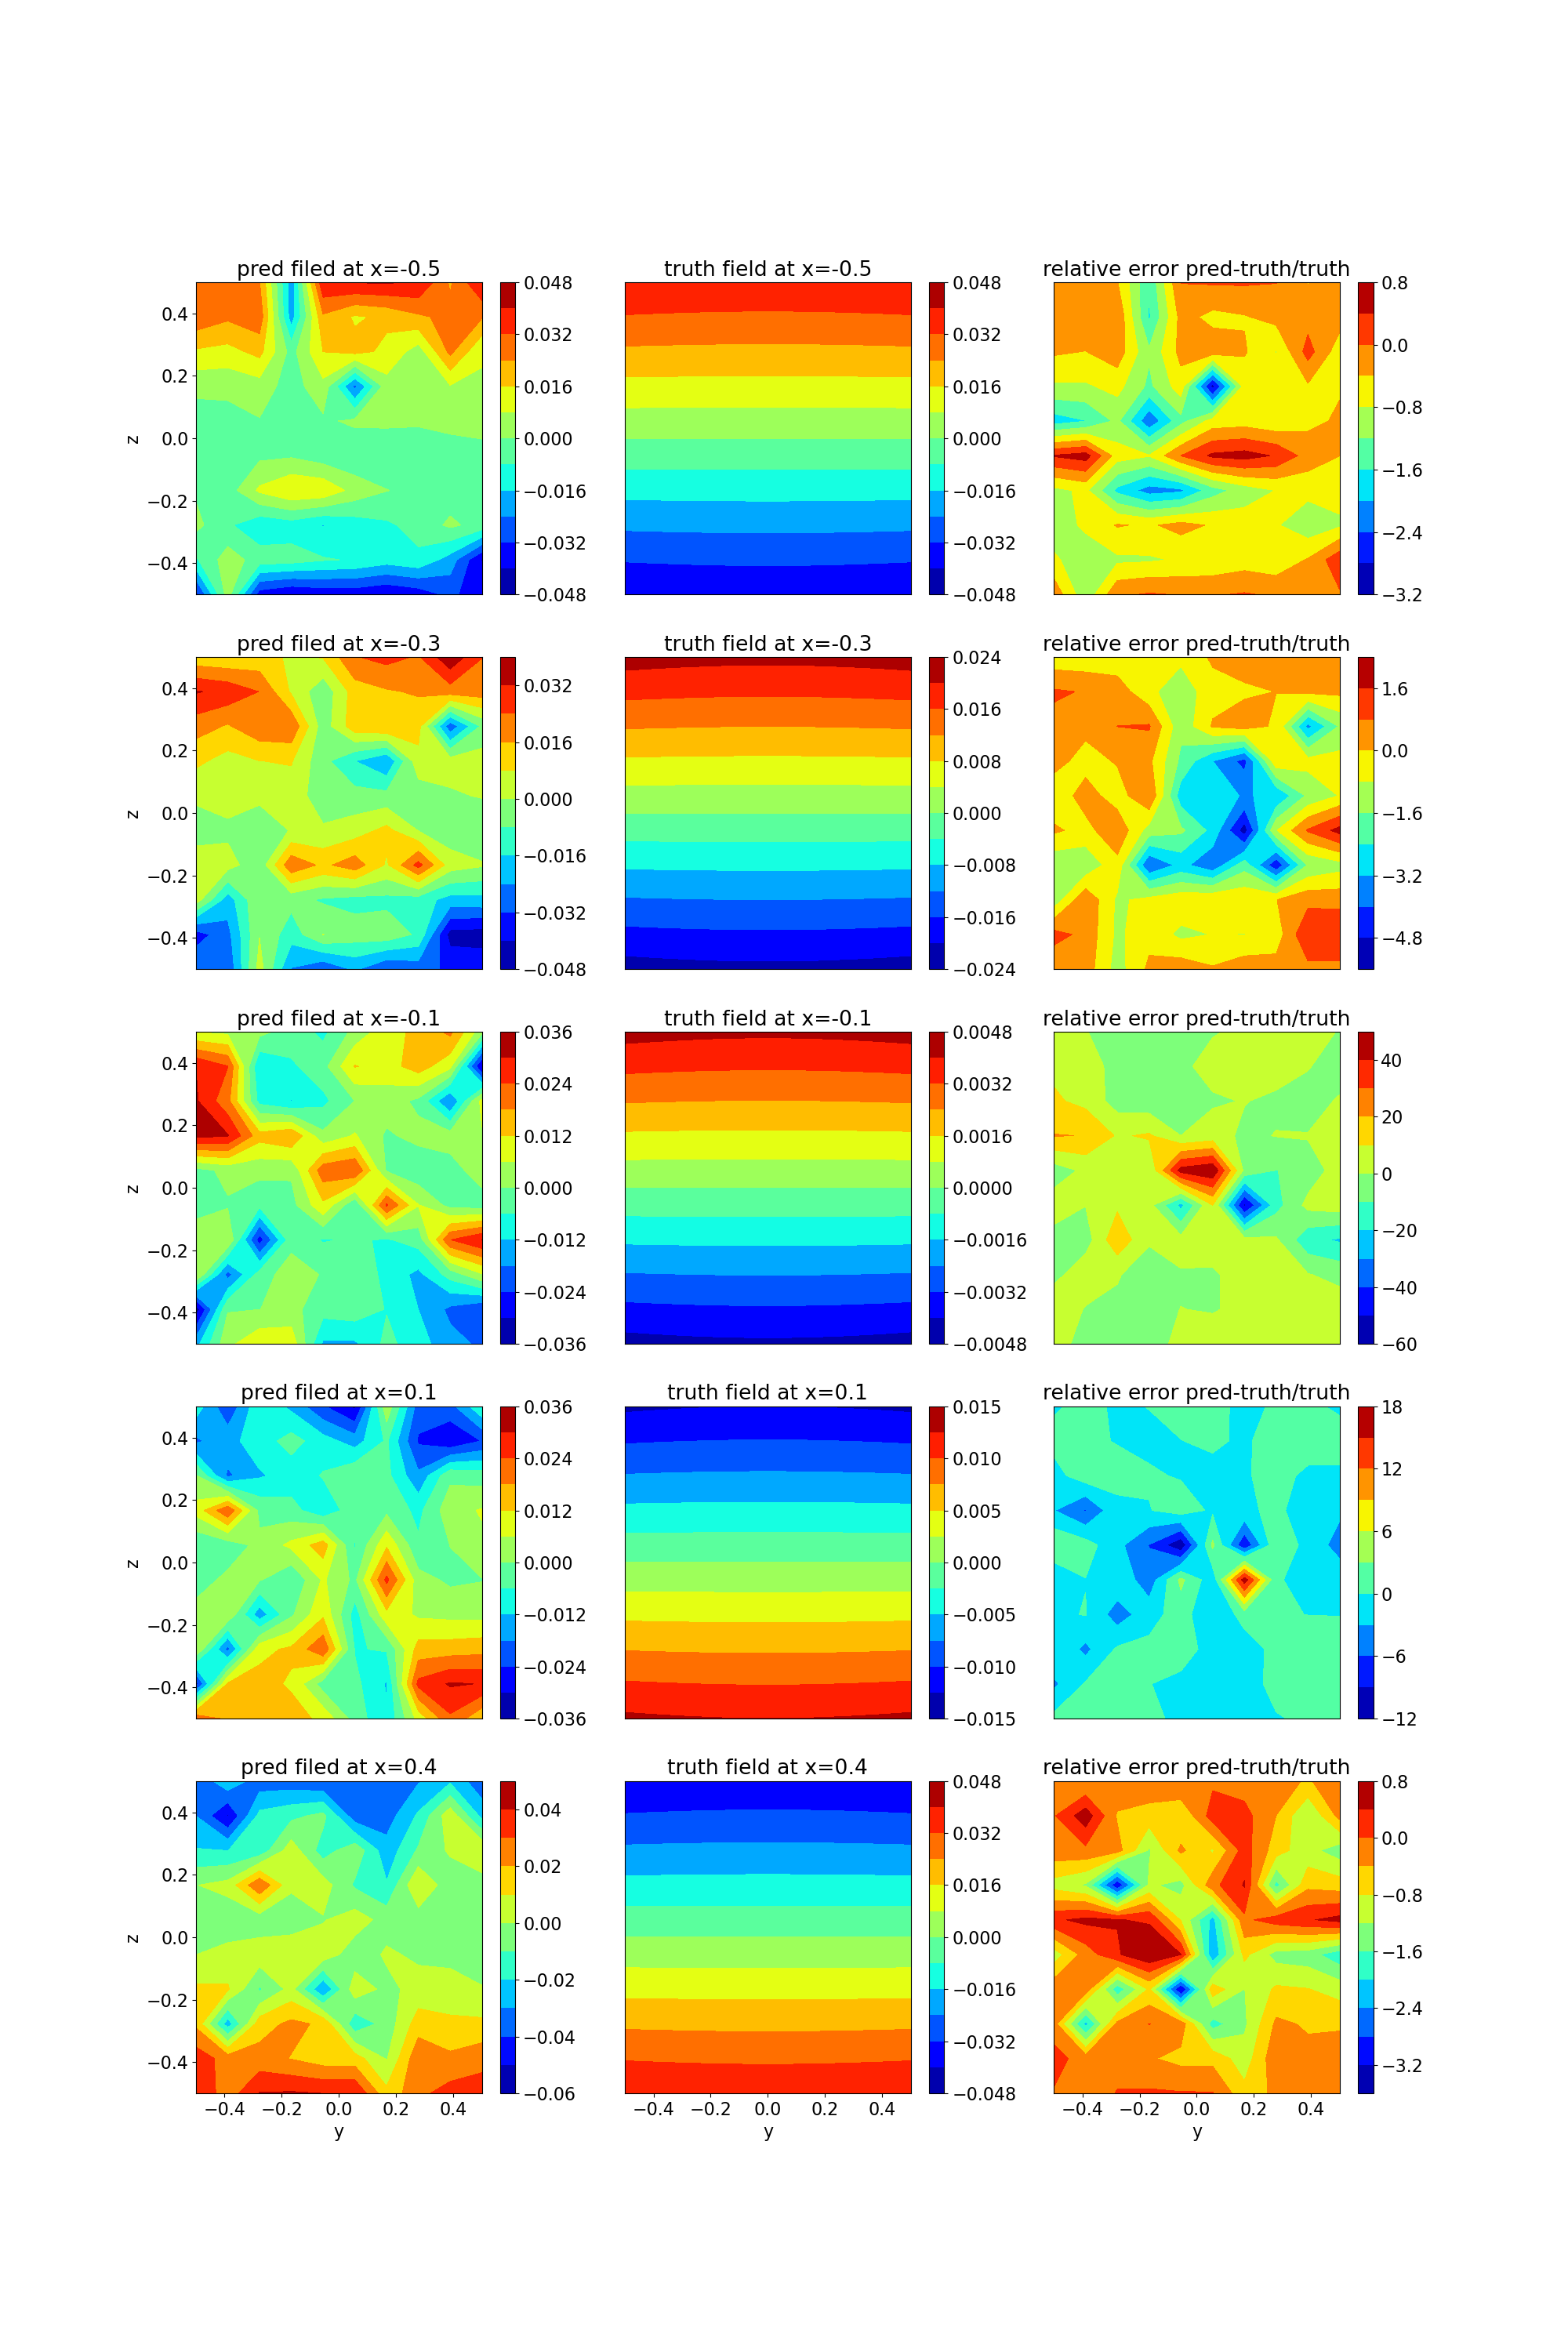 pred filed at x=-0.5 truth field at x=-0.5 relative error pred-truth/truth
z 0.4 0.2 0.0 −0.2 −0.4
0.048 0.032 0.016 0.000 −0.016 −0.032 −0.048
0.048 0.032 0.016 0.000 −0.016 −0.032 −0.048
0.8 0.0 −0.8 −1.6 −2.4 −3.2
pred filed at x=-0.3 truth field at x=-0.3 relative error pred-truth/truth
z 0.4 0.2 0.0 −0.2 −0.4
0.032 0.016 0.000 −0.016 −0.032 −0.048
0.024 0.016 0.008 0.000 −0.008 −0.016 −0.024
1.6 0.0 −1.6 −3.2 −4.8
pred filed at x=-0.1 truth field at x=-0.1 relative error pred-truth/truth
z 0.4 0.2 0.0 −0.2 −0.4
0.036 0.024 0.012 0.000 −0.012 −0.024 −0.036
0.0048 0.0032 0.0016 0.0000 −0.0016 −0.0032 −0.0048
40 20 0 −20 −40 −60
pred filed at x=0.1 truth field at x=0.1 relative error pred-truth/truth
z 0.4 0.2 0.0 −0.2 −0.4
0.036 0.024 0.012 0.000 −0.012 −0.024 −0.036
0.015 0.010 0.005 0.000 −0.005 −0.010 −0.015
18 12 6 0 −6 −12
pred filed at x=0.4 truth field at x=0.4 relative error pred-truth/truth
z 0.4 0.2 0.0 −0.2 −0.4
0.04 0.02 0.00 −0.02 −0.04 −0.06
0.048 0.032 0.016 0.000 −0.016 −0.032 −0.048
0.8 0.0 −0.8 −1.6 −2.4 −3.2
−0.4 −0.2 0.0 0.2 0.4 −0.4 −0.2 0.0 0.2 0.4 −0.4 −0.2 0.0 0.2 0.4
y y y